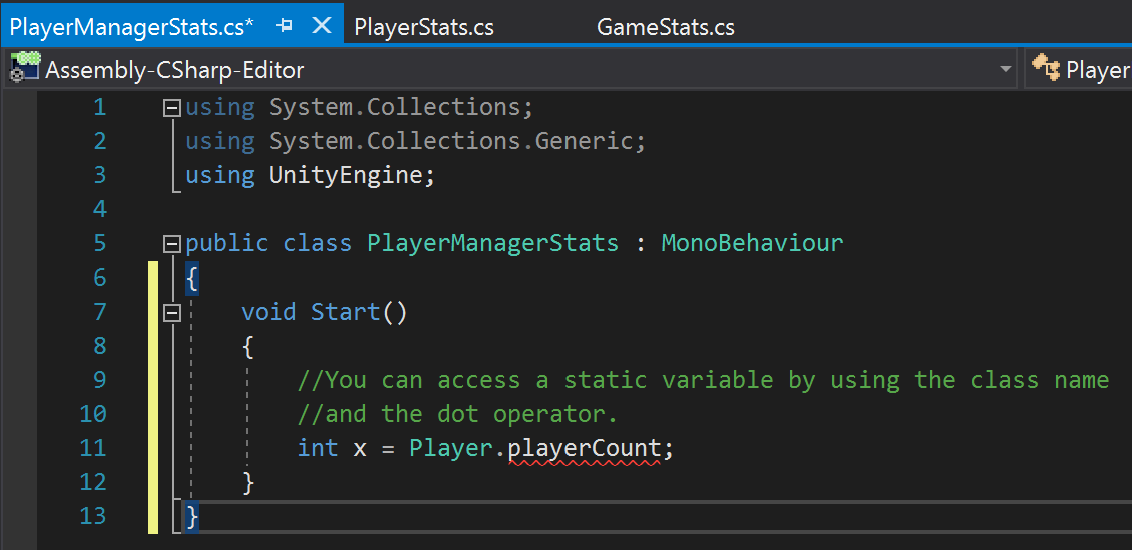 PlayerManagerStats.cs* PlayerStats.cs GameStats.cs
Assembly-CSharp-Editor Player
1 using System.Collections;
2 using System.Collections.Generic;
3 using UnityEngine;
4
5 public class PlayerManagerStats : MonoBehaviour
6 {
7 void Start()
8 {
9 //You can access a static variable by using the class name
10 //and the dot operator.
11 int x = Player.playerCount;
12 }
13 }